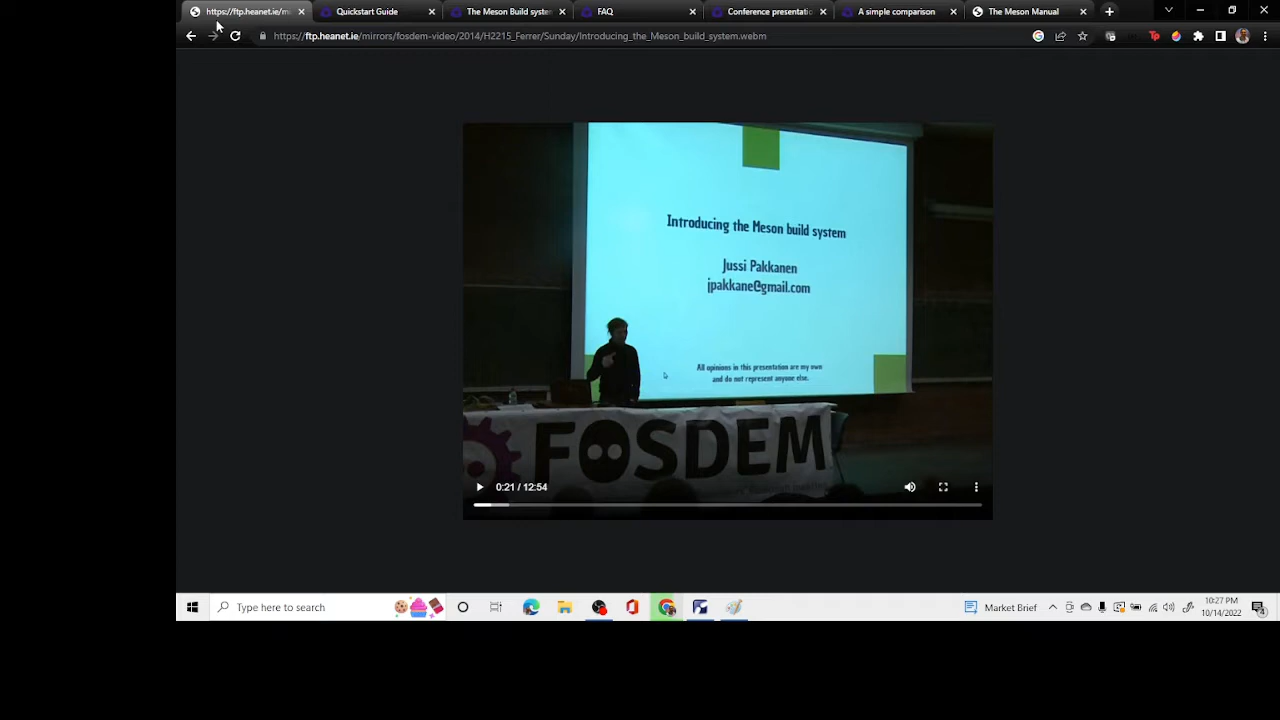 https://ftp.heanet.ie/m
Quickstart Guide
The Meson Build syste
FAQ
Conference presentati
A simple comparison
The Meson Manual
https://ftp.heanet.ie/mirrors/fosdem-video/2014/H2215_Ferrer/Sunday/Introducing_the_Meson_build_system.webm
Introducing the Meson build system
Jussi Pakkanen
jpakkane@gmail.com
All opinions in this presentation are my own
and do not represent anyone else.
FOSDEM
0:21 / 12:54
Type here to search
Market Brief
10:27 PM
10/14/2022